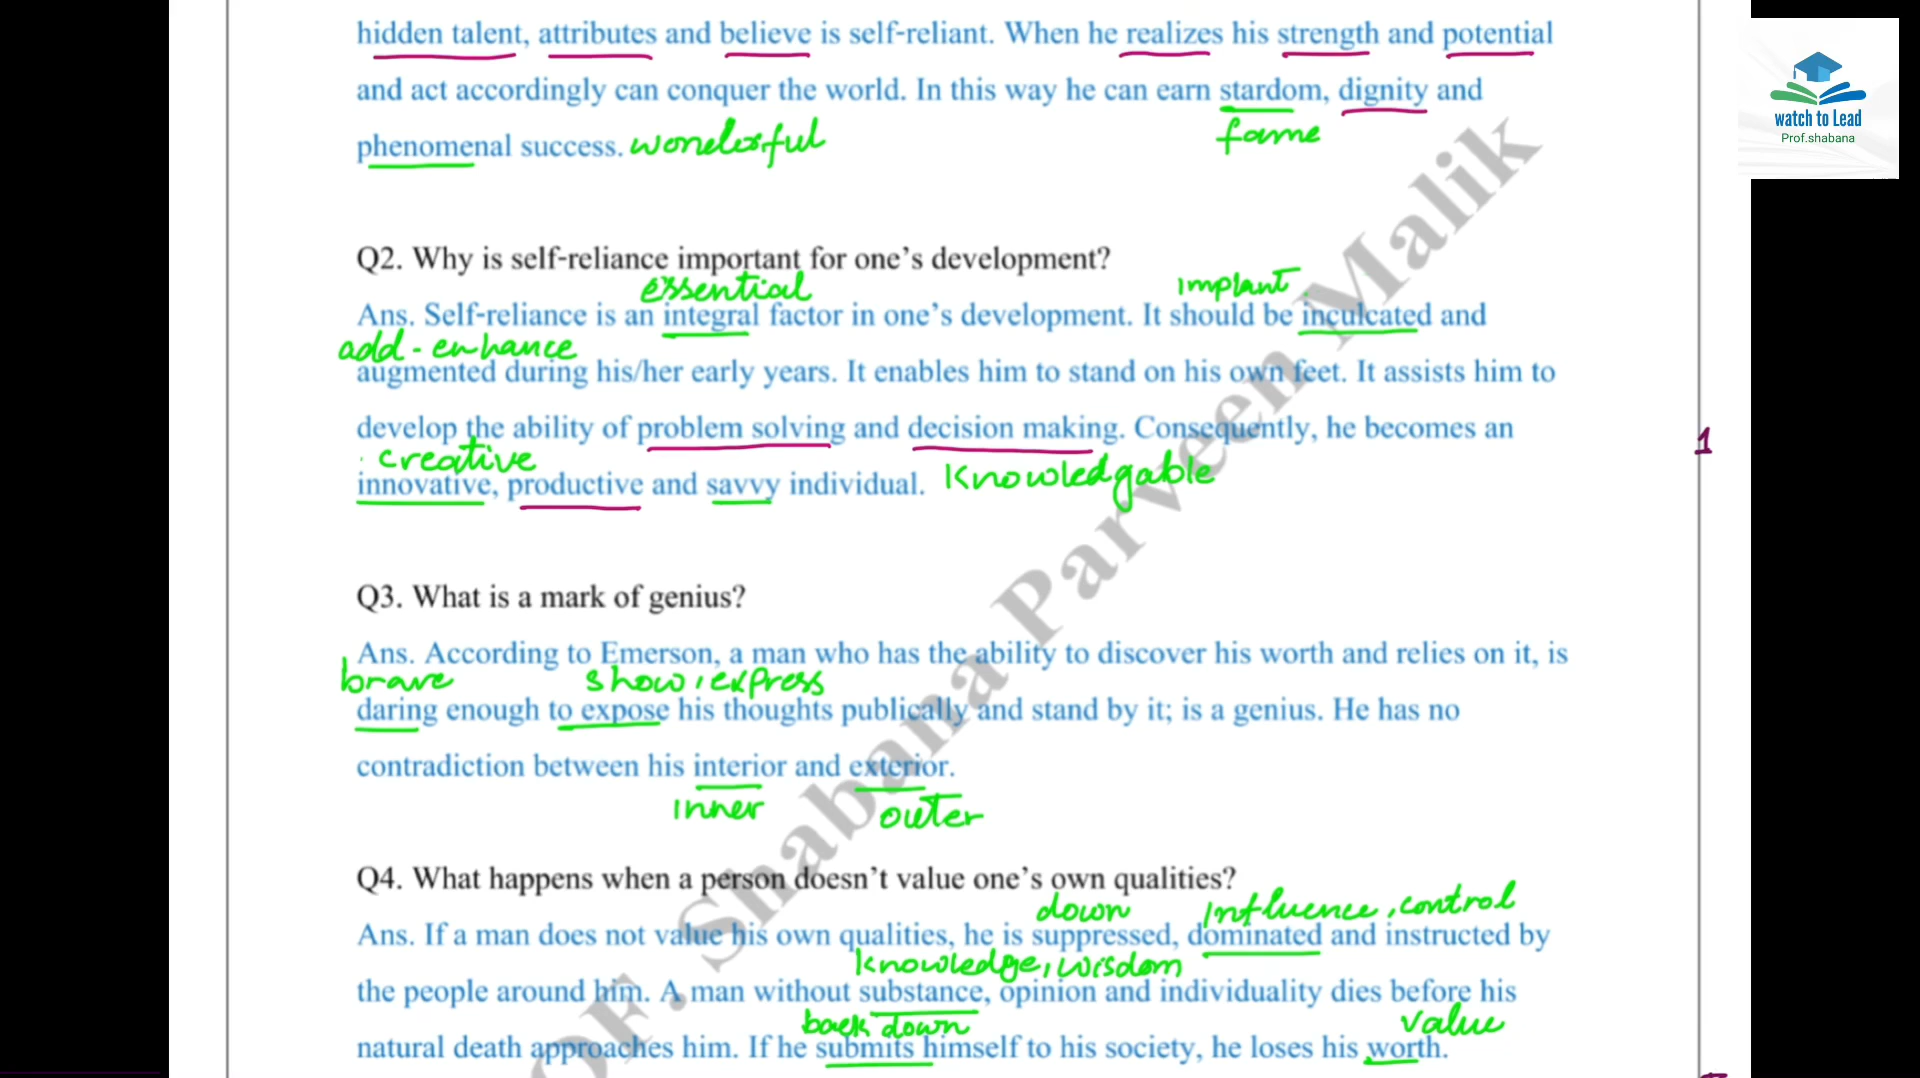 hidden talent, attributes and believe is self-reliant. When he realizes his strength and potential
and act accordingly can conquer the world. In this way he can earn stardom, dignity and
fame
phenomenal success. wonderful
watch to Lead
Prof.shabana
Q2. Why is self-reliance important for one's development?
essential
implant
Ans. Self-reliance is an integral factor in one's development. It should be inculcated and
add - enhance
augmented during his/her early years. It enables him to stand on his own feet. It assists him to
develop the ability of problem solving and decision making. Consequently, he becomes an
1
creative
innovative, productive and savvy individual. knowledgable
Q3. What is a mark of genius?
Ans. According to Emerson, a man who has the ability to discover his worth and relies on it, is
brave
show, express
daring enough to expose his thoughts publically and stand by it; is a genius. He has no
contradiction between his interior and exterior.
inner
outer
Q4. What happens when a person doesn't value one's own qualities?
down
Influence, control
Ans. If a man does not value his own qualities, he is suppressed, dominated and instructed by
knowledge, wisdom
the people around him. A man without substance, opinion and individuality dies before his
back down
value
natural death approaches him. If he submits himself to his society, he loses his worth.
OF. Shabana Parveen Malik